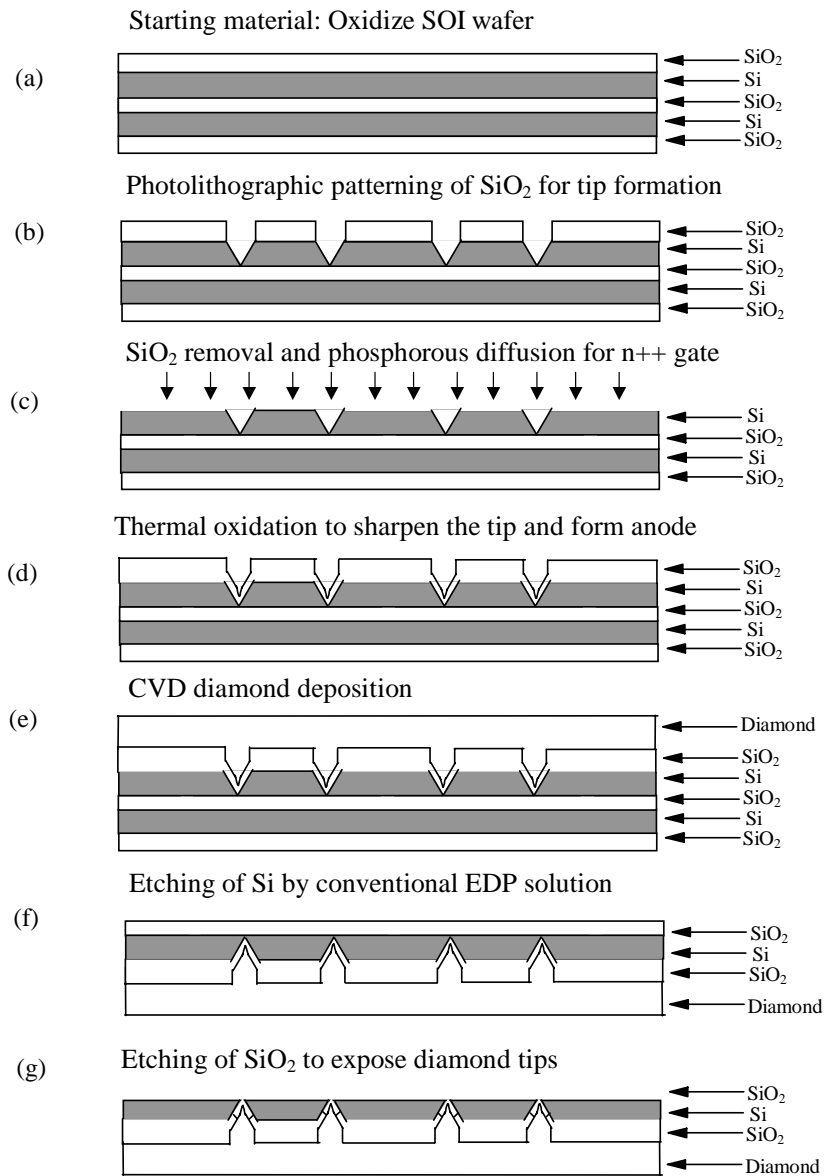 Starting material: Oxidize SOI wafer
(a)
SiO₂
Si
SiO₂
Si
SiO₂
Photolithographic patterning of SiO₂ for tip formation
(b)
SiO₂
Si
SiO₂
Si
SiO₂
SiO₂ removal and phosphorous diffusion for n++ gate
(c)
Si
SiO₂
Si
SiO₂
Thermal oxidation to sharpen the tip and form anode
(d)
SiO₂
Si
SiO₂
Si
SiO₂
CVD diamond deposition
(e)
Diamond
SiO₂
Si
SiO₂
Si
SiO₂
Etching of Si by conventional EDP solution
(f)
SiO₂
Si
SiO₂
Diamond
Etching of SiO₂ to expose diamond tips
(g)
SiO₂
Si
SiO₂
Diamond